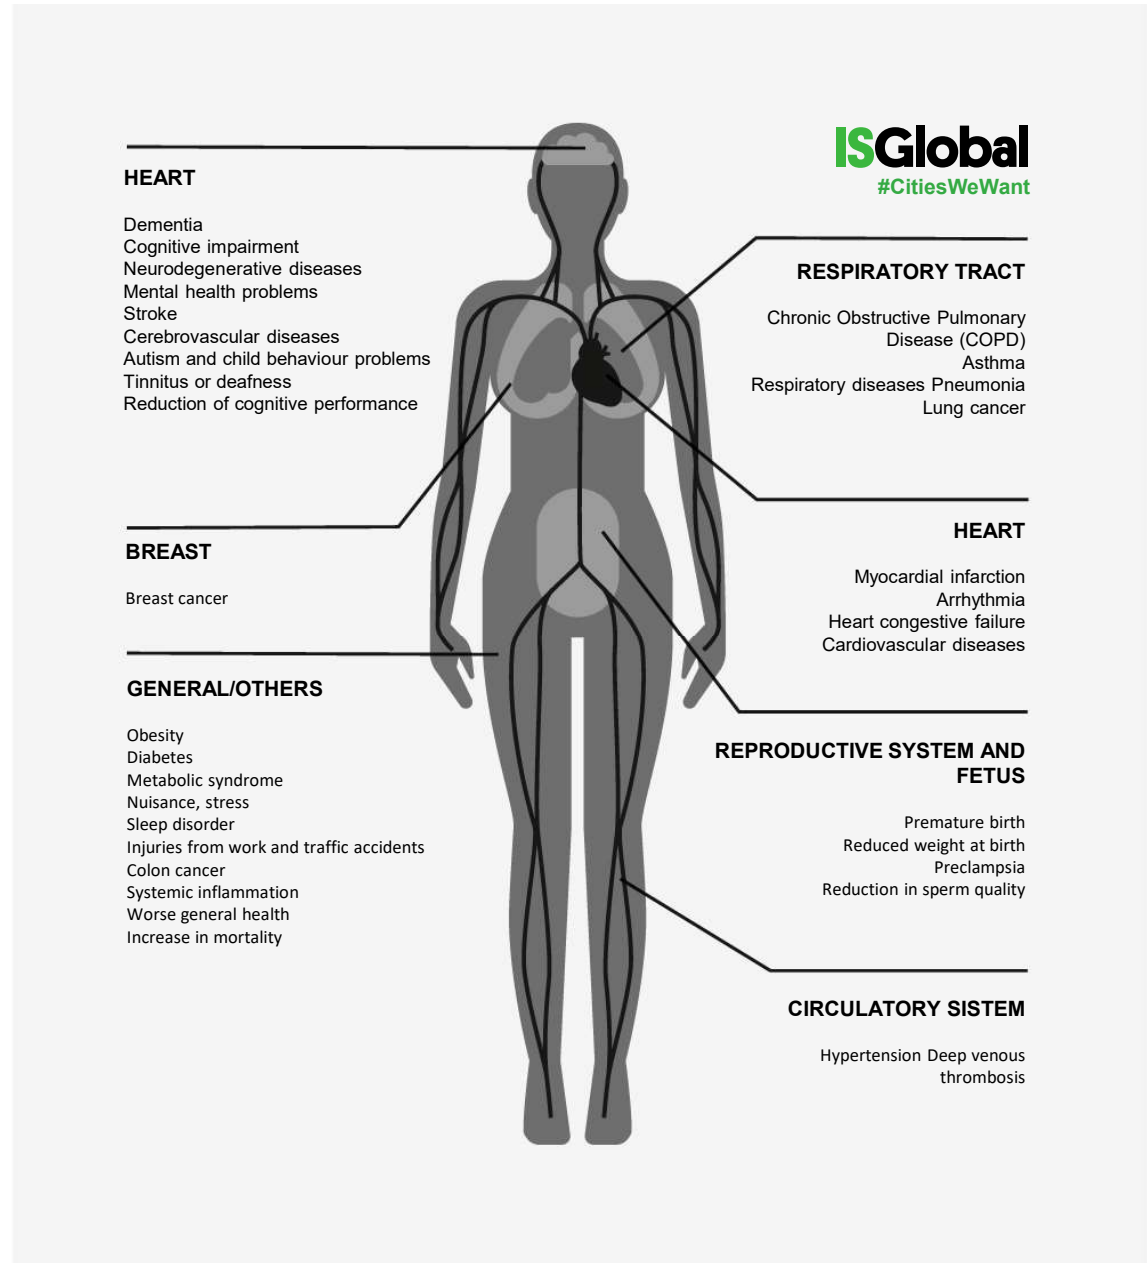 ISGlobal
#CitiesWeWant
HEART
Dementia
Cognitive impairment
Neurodegenerative diseases
Mental health problems
Stroke
Cerebrovascular diseases
Autism and child behaviour problems
Tinnitus or deafness
Reduction of cognitive performance
BREAST
Breast cancer
GENERAL/OTHERS
Obesity
Diabetes
Metabolic syndrome
Nuisance, stress
Sleep disorder
Injuries from work and traffic accidents
Colon cancer
Systemic inflammation
Worse general health
Increase in mortality
RESPIRATORY TRACT
Chronic Obstructive Pulmonary
Disease (COPD)
Asthma
Respiratory diseases Pneumonia
Lung cancer
HEART
Myocardial infarction
Arrhythmia
Heart congestive failure
Cardiovascular diseases
REPRODUCTIVE SYSTEM AND
FETUS
Premature birth
Reduced weight at birth
Preclampsia
Reduction in sperm quality
CIRCULATORY SISTEM
Hypertension Deep venous
thrombosis